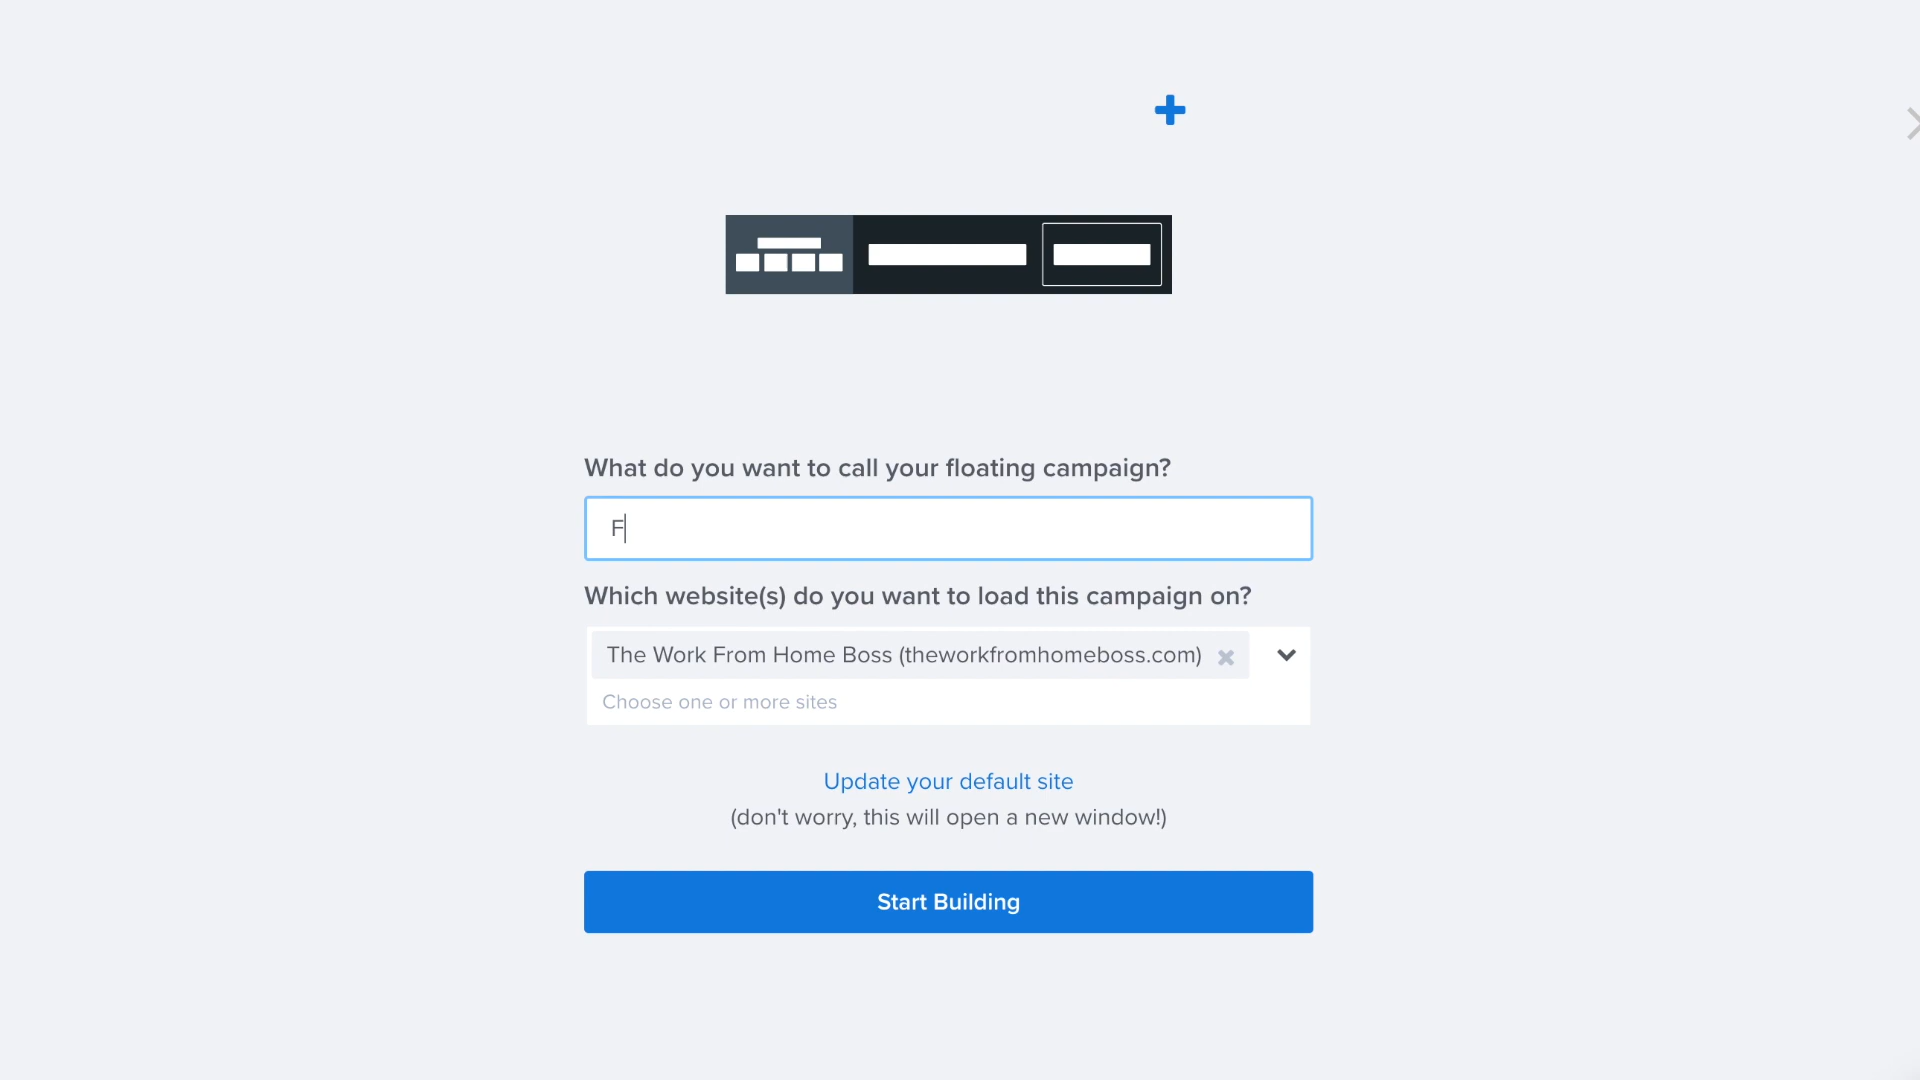 What do you want to call your floating campaign?
F
Which website(s) do you want to load this campaign on?
The Work From Home Boss (theworkfromhomeboss.com)
Choose one or more sites
Update your default site
(don't worry, this will open a new window!)
Start Building